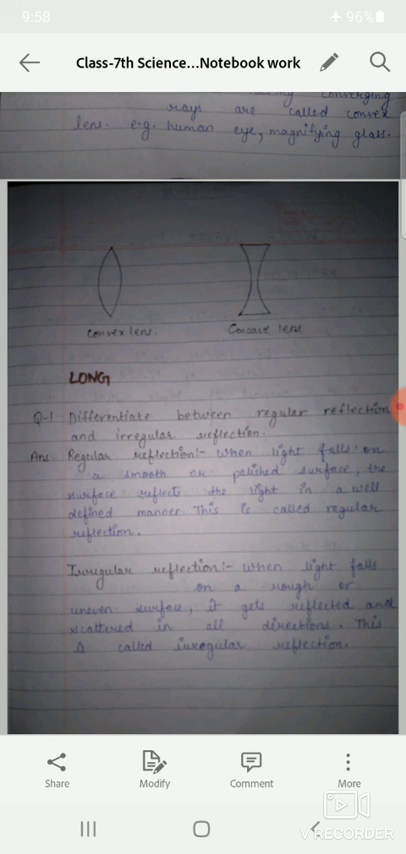 9:58
96%
Class-7th Science...Notebook work
converging
rays are called convex
lens. e.g. human eye, magnifying glass.
convex lens.
Concave lens
LONG
Q-1 Differentiate between regular reflection
and irregular reflection.
Ans Regular reflection:- When light falls on
a smooth or polished surface, the
surface reflects the light in a well
defined manner. This is called regular
reflection.
Irregular reflection:- When light falls
on a rough or
uneven surface, it gets reflected and
scattered in all directions. This
is called irregular reflection.
Share
Modify
Comment
More
V RECORDER